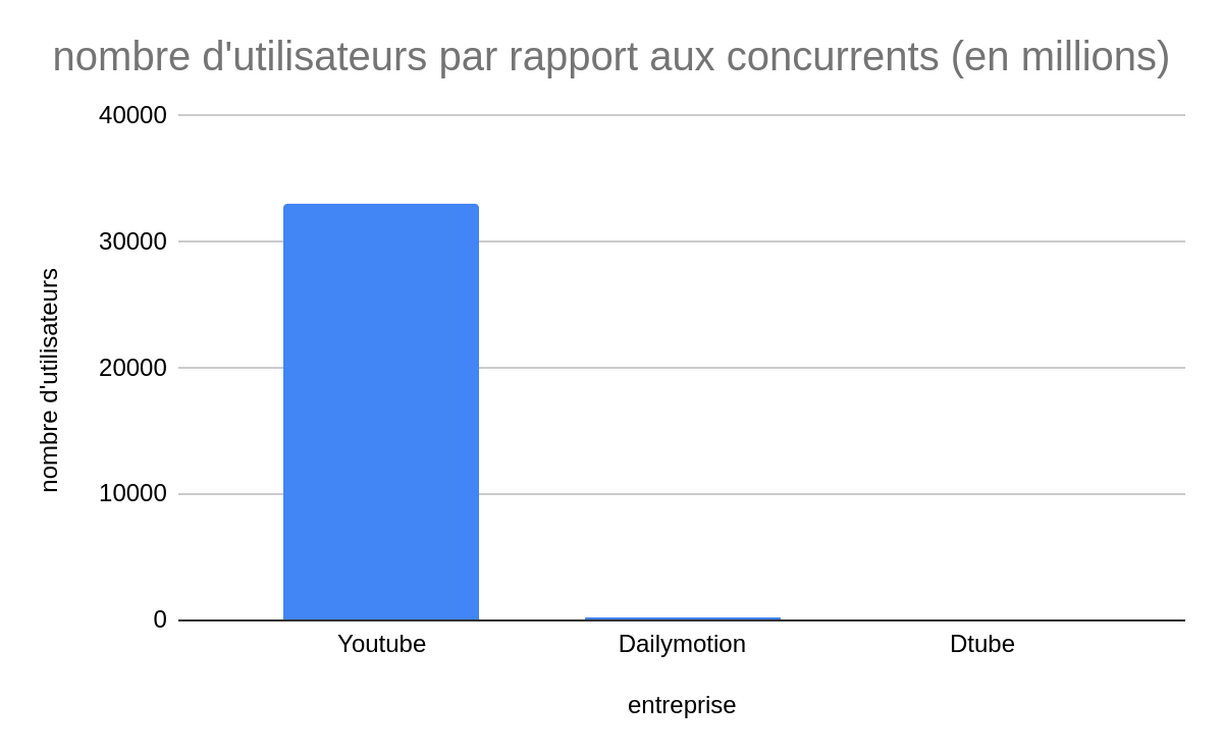 nombre d'utilisateurs par rapport aux concurrents (en millions)
40000
30000
20000
10000
0
nombre d'utilisateurs
Youtube
Dailymotion
Dtube
entreprise